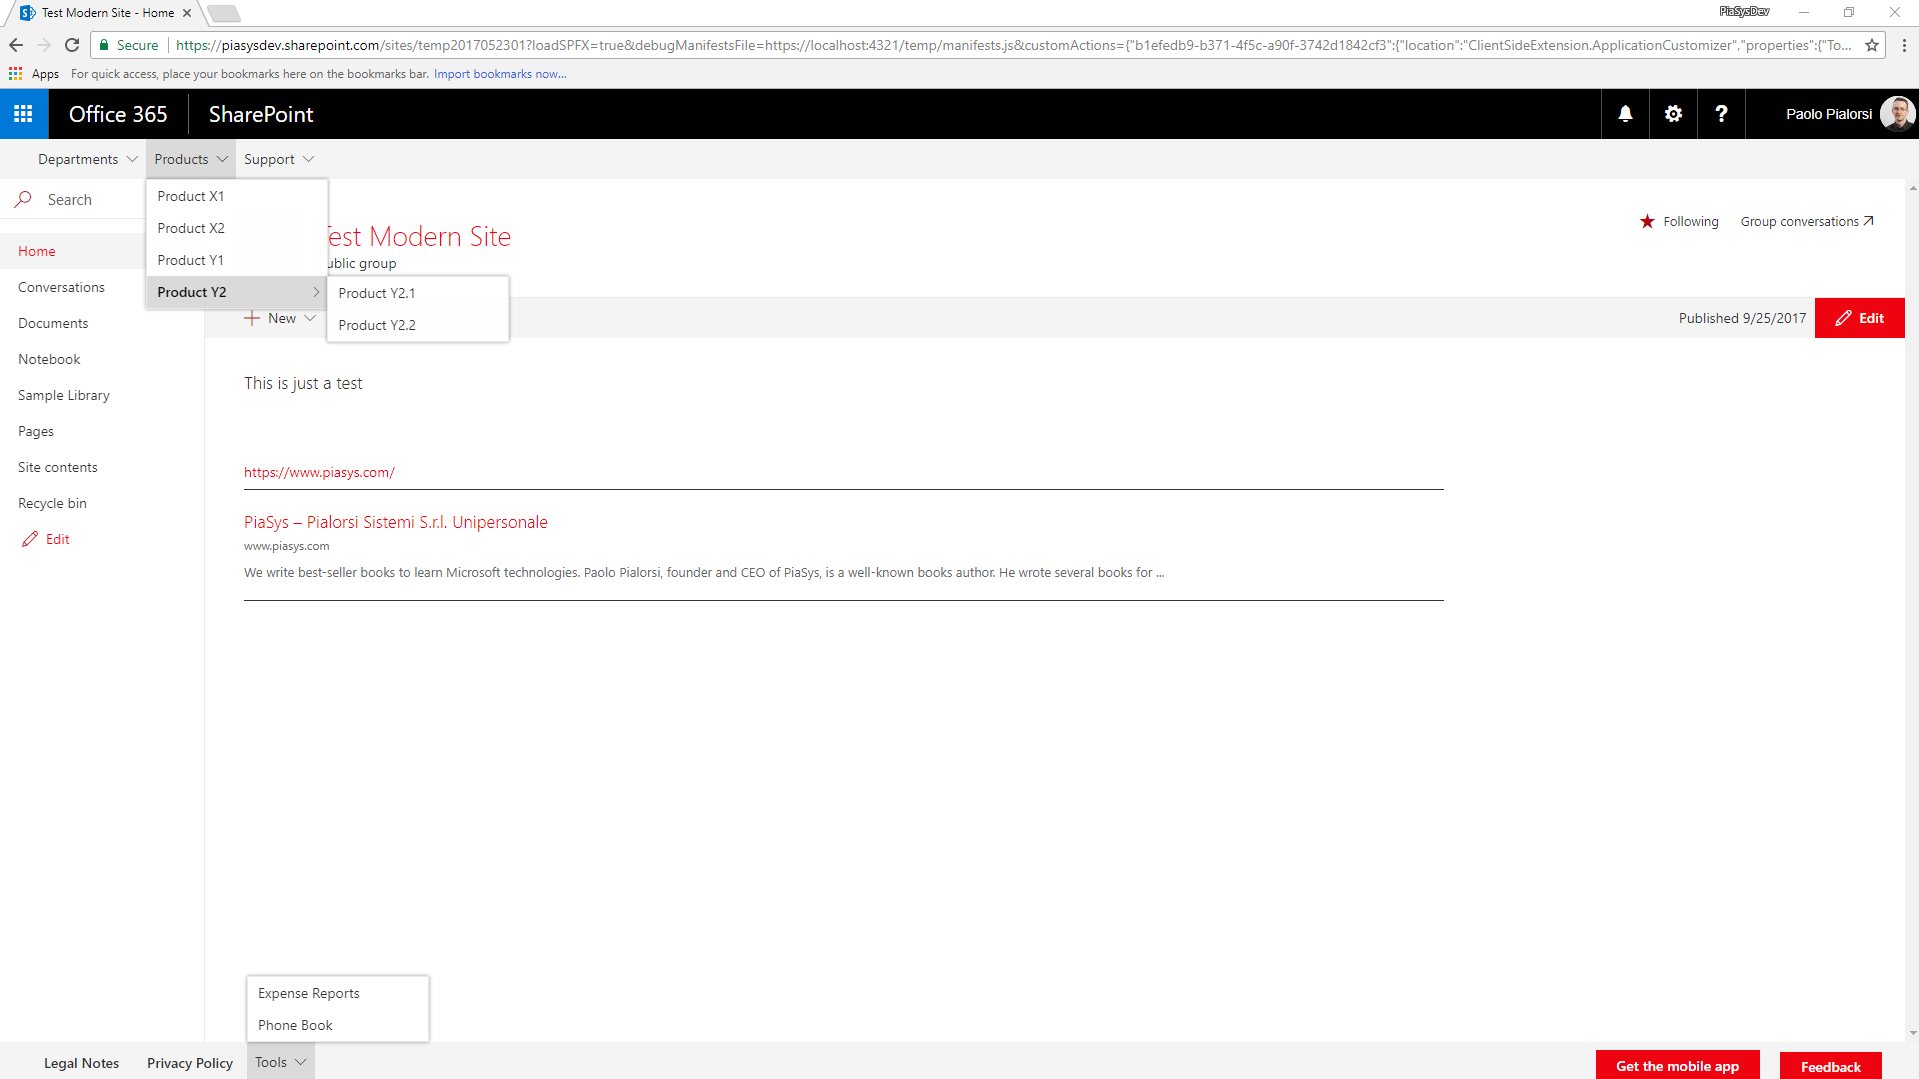 Test Modern Site - Home
PiaSysDev
Secure https://piasysdev.sharepoint.com/sites/temp2017052301?loadSPFX=true&debugManifestsFile=https://localhost:4321/temp/manifests.js&customActions={"b1efedb9-b371-4f5c-a90f-3742d1842cf3":{"location":"ClientSideExtension.ApplicationCustomizer","properties":{"To...
Apps For quick access, place your bookmarks here on the bookmarks bar. Import bookmarks now...
Office 365 SharePoint ? Paolo Pialorsi
Departments Products Support
Search
Product X1
Product X2
Product Y1
Product Y2
Product Y2.1
Product Y2.2
Test Modern Site
ublic group
Following Group conversations
Home
Conversations
Documents
Notebook
Sample Library
Pages
Site contents
Recycle bin
Edit
New
Published 9/25/2017 Edit
This is just a test
https://www.piasys.com/
PiaSys – Pialorsi Sistemi S.r.l. Unipersonale
www.piasys.com
We write best-seller books to learn Microsoft technologies. Paolo Pialorsi, founder and CEO of PiaSys, is a well-known books author. He wrote several books for ...
Expense Reports
Phone Book
Legal Notes Privacy Policy Tools
Get the mobile app Feedback